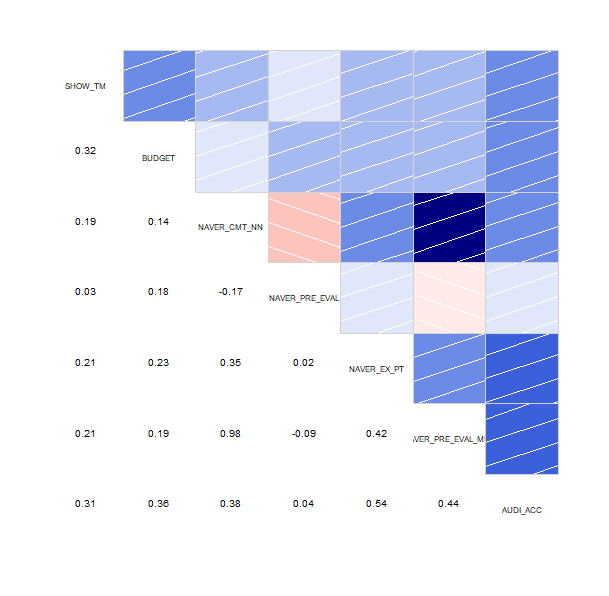 SHOW_TM
0.32 BUDGET
0.19 0.14 NAVER_CMT_NN
0.03 0.18 -0.17 NAVER_PRE_EVAL
0.21 0.23 0.35 0.02 NAVER_EX_PT
0.21 0.19 0.98 -0.09 0.42 VER_PRE_EVAL_M
0.31 0.36 0.38 0.04 0.54 0.44 AUDI_ACC